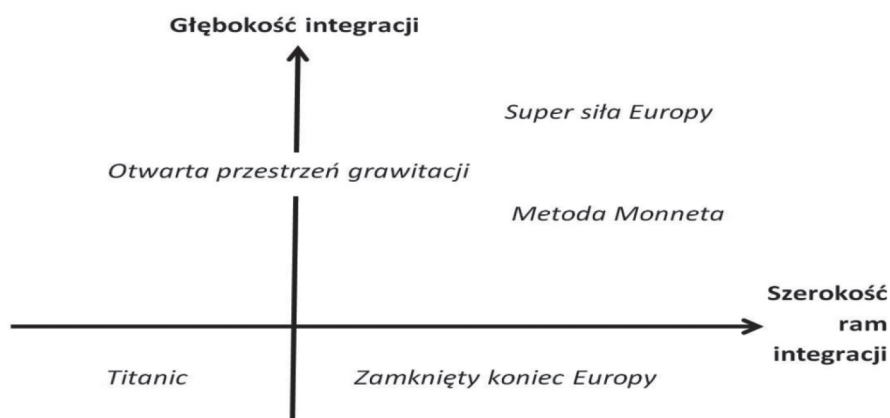 Głębokość integracji
Super siła Europy
Otwarta przestrzeń grawitacji
Metoda Monneta
Szerokość
ram
integracji
Titanic
Zamknięty koniec Europy